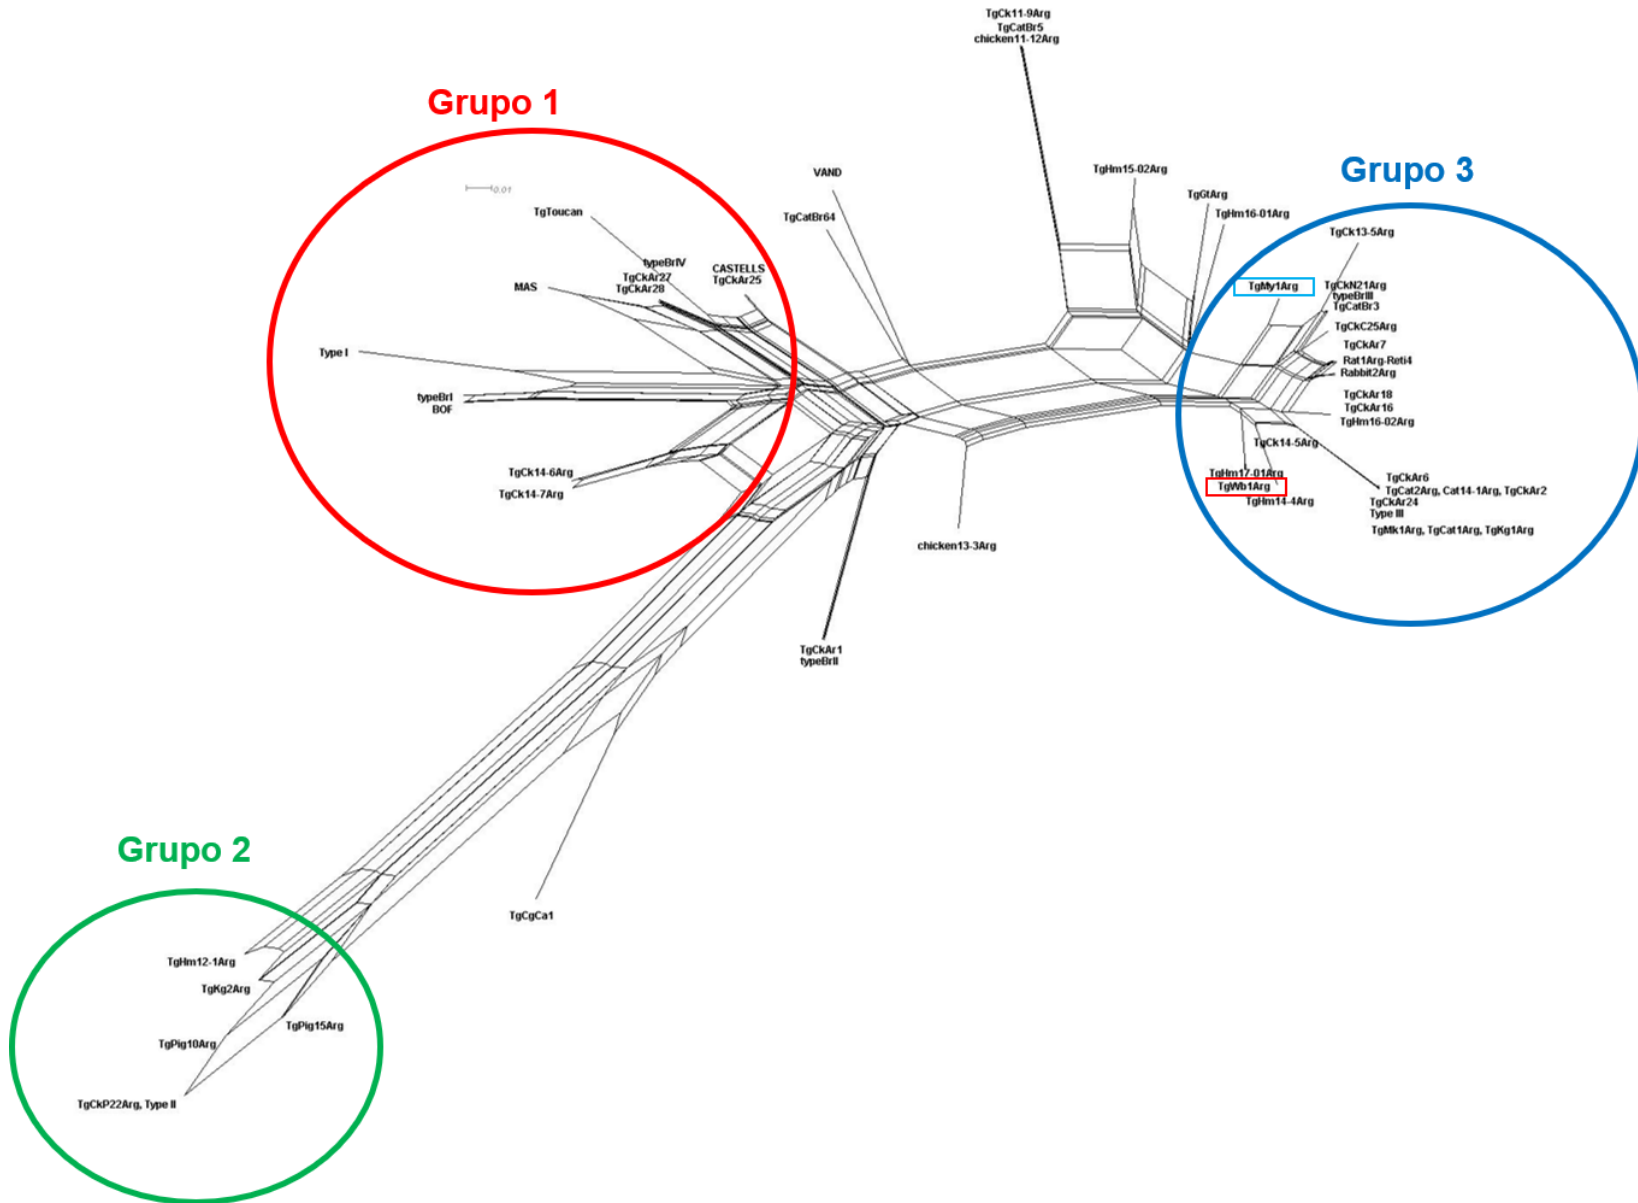 TgCk11-9Arg
TgCatBr5
chicken11-12Arg
Grupo 1
Grupo 3
VAND
TgHm15-02Arg
0.01
TgToucan
TgCatBr64
TgGtArg
TgHm16-01Arg
TgCk13-5Arg
typeBrIV
TgCkAr27
TgCkAr28
CASTELLS
TgCkAr25
MAS
TgMy1Arg
TgCkN21Arg
typeBrIII
TgCatBr3
TgCkC25Arg
Type I
TgCkAr7
Rat1Arg-Reti4
Rabbit2Arg
typeBrI
BOF
TgCkAr18
TgCkAr16
TgHm16-02Arg
TgCk14-5Arg
TgCk14-6Arg
TgCk14-7Arg
TgHm17-01Arg
TgWb1Arg
TgHm14-4Arg
TgCkAr6
TgCat2Arg, Cat14-1Arg, TgCkAr2
TgCkAr24
Type III
TgMk1Arg, TgCat1Arg, TgKg1Arg
chicken13-3Arg
TgCkAr1
typeBrII
Grupo 2
TgCgCa1
TgHm12-1Arg
TgKg2Arg
TgPig15Arg
TgPig10Arg
TgCkP22Arg, Type II